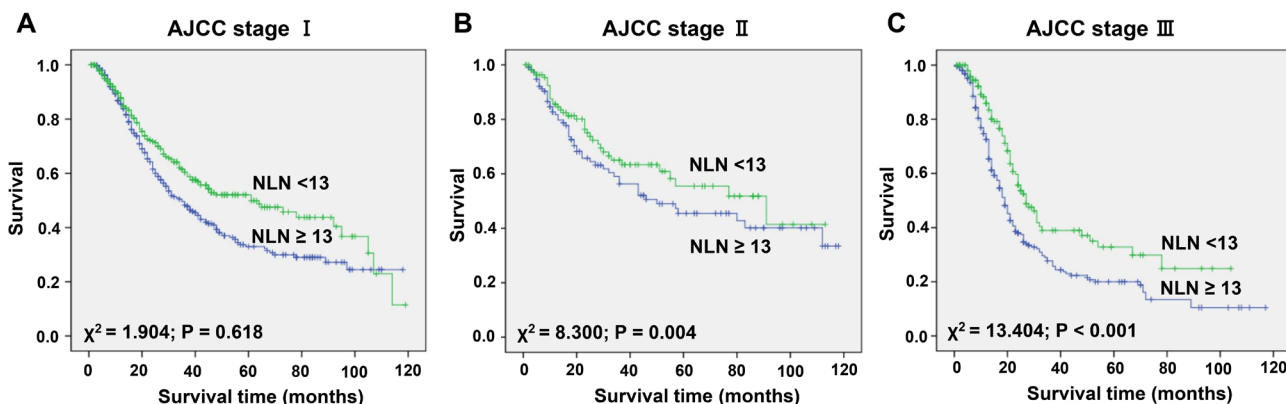 A
AJCC stage Ⅰ
Survival
1.0
0.8
0.6
0.4
0.2
0.0
NLN <13
NLN ≥ 13
χ² = 1.904; P = 0.618
0 20 40 60 80 100 120
Survival time (months)
B
AJCC stage Ⅱ
Survival
1.0
0.8
0.6
0.4
0.2
0.0
NLN <13
NLN ≥ 13
χ² = 8.300; P = 0.004
0 20 40 60 80 100 120
Survival time (months)
C
AJCC stage Ⅲ
Survival
1.0
0.8
0.6
0.4
0.2
0.0
NLN <13
NLN ≥ 13
χ² = 13.404; P < 0.001
0 20 40 60 80 100 120
Survival time (months)